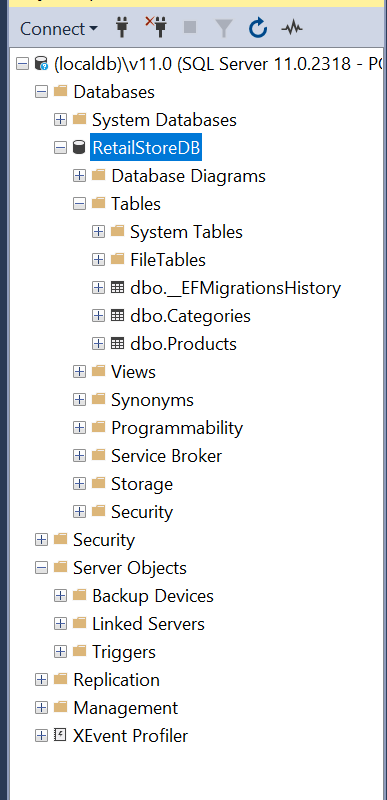 Connect
(localdb)\v11.0 (SQL Server 11.0.2318 - PC
Databases
System Databases
RetailStoreDB
Database Diagrams
Tables
System Tables
FileTables
dbo.__EFMigrationsHistory
dbo.Categories
dbo.Products
Views
Synonyms
Programmability
Service Broker
Storage
Security
Security
Server Objects
Backup Devices
Linked Servers
Triggers
Replication
Management
XEvent Profiler